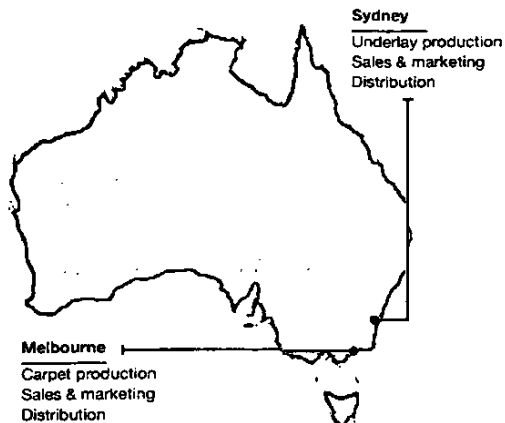 Sydney
Underlay production
Sales & marketing
Distribution
Melbourne
Carpet production
Sales & marketing
Distribution